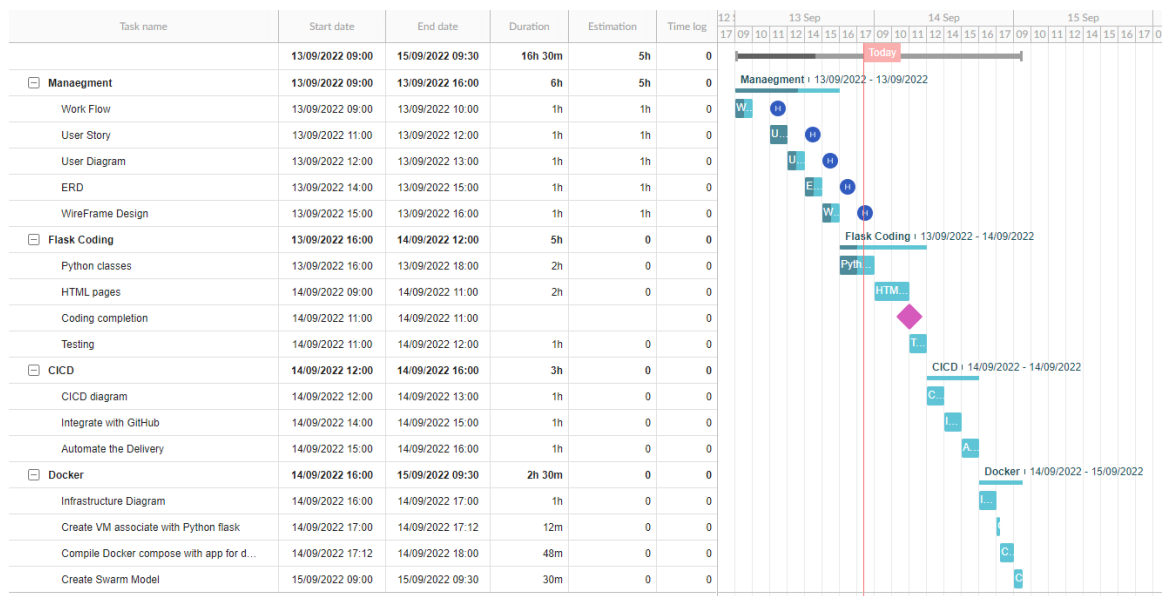 Task name Start date End date Duration Estimation Time log 13 Sep 14 Sep 15 Sep
17 09 10 11 12 14 15 16 17 09 10 11 12 14 15 16 17 09 10 11 12 14 15 16 17
13/09/2022 09:00 15/09/2022 09:30 16h 30m 5h 0 Today
Manaegment 13/09/2022 09:00 13/09/2022 16:00 6h 5h 0 Manaegment 13/09/2022 - 13/09/2022
Work Flow 13/09/2022 09:00 13/09/2022 10:00 1h 1h 0 W... H
User Story 13/09/2022 11:00 13/09/2022 12:00 1h 1h 0 U... H
User Diagram 13/09/2022 12:00 13/09/2022 13:00 1h 1h 0 U... H
ERD 13/09/2022 14:00 13/09/2022 15:00 1h 1h 0 E... H
WireFrame Design 13/09/2022 15:00 13/09/2022 16:00 1h 1h 0 W... H
Flask Coding 13/09/2022 16:00 14/09/2022 12:00 5h 0 0 Flask Coding 13/09/2022 - 14/09/2022
Python classes 13/09/2022 16:00 13/09/2022 18:00 2h 0 0 Pyth...
HTML pages 14/09/2022 09:00 14/09/2022 11:00 2h 0 0 HTM...
Coding completion 14/09/2022 11:00 14/09/2022 11:00 0
Testing 14/09/2022 11:00 14/09/2022 12:00 1h 0 0 T...
CICD 14/09/2022 12:00 14/09/2022 16:00 3h 0 0 CICD 14/09/2022 - 14/09/2022
CICD diagram 14/09/2022 12:00 14/09/2022 13:00 1h 0 0 C...
Integrate with GitHub 14/09/2022 14:00 14/09/2022 15:00 1h 0 0 I...
Automate the Delivery 14/09/2022 15:00 14/09/2022 16:00 1h 0 0 A...
Docker 14/09/2022 16:00 15/09/2022 09:30 2h 30m 0 0 Docker 14/09/2022 - 15/09/2022
Infrastructure Diagram 14/09/2022 16:00 14/09/2022 17:00 1h 0 0 I...
Create VM associate with Python flask 14/09/2022 17:00 14/09/2022 17:12 12m 0 0
Compile Docker compose with app for d... 14/09/2022 17:12 14/09/2022 18:00 48m 0 0 C...
Create Swarm Model 15/09/2022 09:00 15/09/2022 09:30 30m 0 0 C